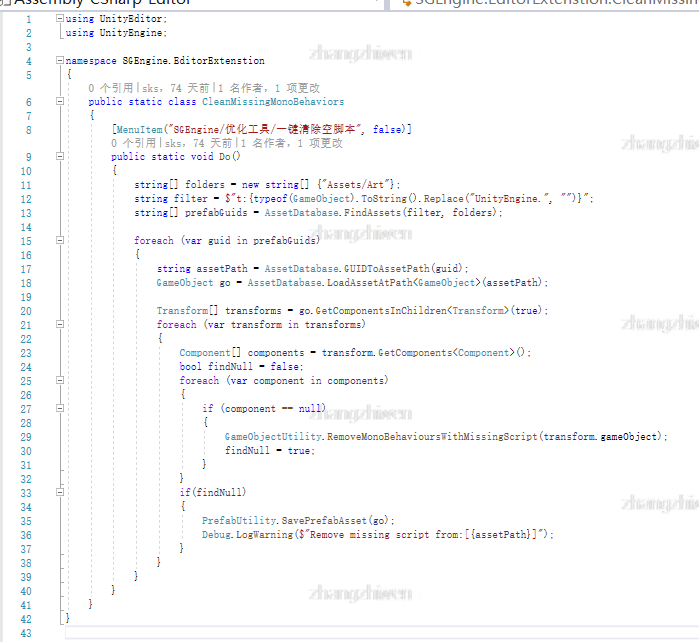 Assembly-CSharp-Editor
SGEngine.EditorExtenstion.CleanMissin
1 using UnityEditor;
2 using UnityEngine;
3
4 namespace SGEngine.EditorExtenstion
5 {
0 个引用|sks，74 天前|1 名作者，1 项更改
6 public static class CleanMissingMonoBehaviors
7 {
8 [MenuItem("SGEngine/优化工具/一键清除空脚本", false)]
0 个引用|sks，74 天前|1 名作者，1 项更改
9 public static void Do()
10 {
11 string[] folders = new string[] {"Assets/Art"};
12 string filter = $"t:{typeof(GameObject).ToString().Replace("UnityEngine.", "")}";
13 string[] prefabGuids = AssetDatabase.FindAssets(filter, folders);
14
15 foreach (var guid in prefabGuids)
16 {
17 string assetPath = AssetDatabase.GUIDToAssetPath(guid);
18 GameObject go = AssetDatabase.LoadAssetAtPath<GameObject>(assetPath);
19
20 Transform[] transforms = go.GetComponentsInChildren<Transform>(true);
21 foreach (var transform in transforms)
22 {
23 Component[] components = transform.GetComponents<Component>();
24 bool findNull = false;
25 foreach (var component in components)
26 {
27 if (component == null)
28 {
29 GameObjectUtility.RemoveMonoBehavioursWithMissingScript(transform.gameObject);
30 findNull = true;
31 }
32 }
33 if(findNull)
34 {
35 PrefabUtility.SavePrefabAsset(go);
36 Debug.LogWarning($"Remove missing script from:[{assetPath}]");
37 }
38 }
39 }
40 }
41 }
42 }
43